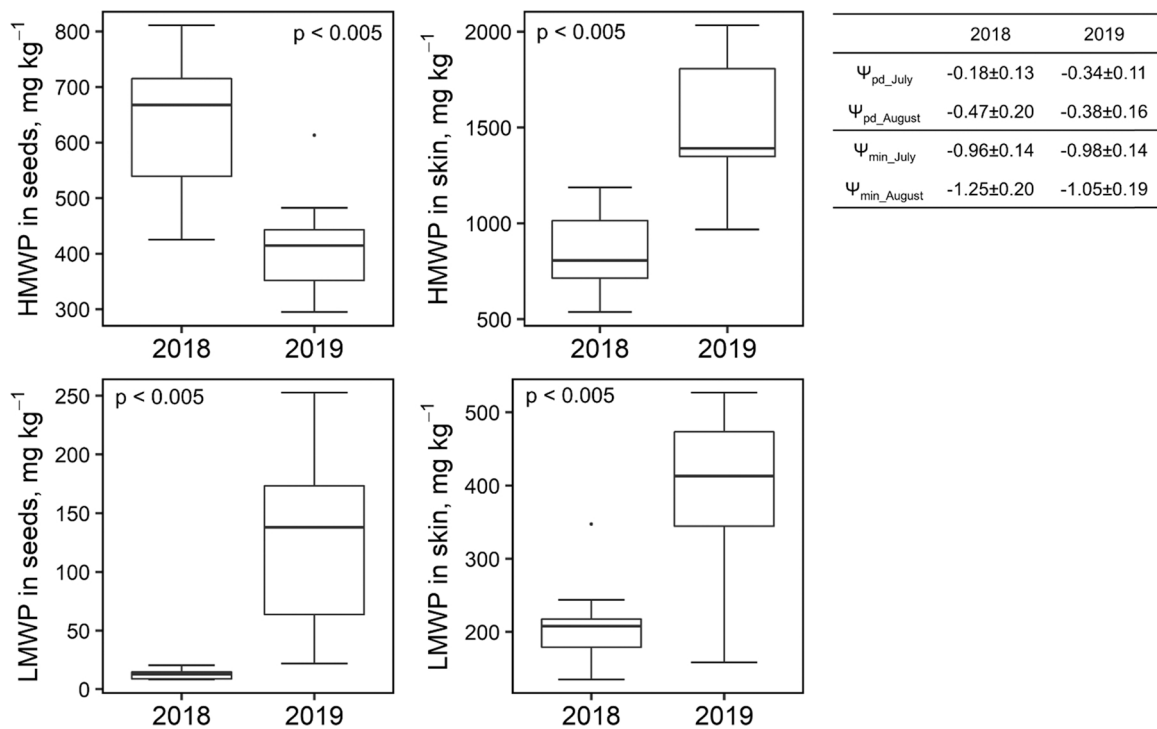 HMWP in seeds, mg kg⁻¹
800
700
600
500
400
300
p < 0.005
2018 2019
HMWP in skin, mg kg⁻¹
2000
1500
1000
500
p < 0.005
2018 2019
2018 2019
Ψpd_July -0.18±0.13 -0.34±0.11
Ψpd_August -0.47±0.20 -0.38±0.16
Ψmin_July -0.96±0.14 -0.98±0.14
Ψmin_August -1.25±0.20 -1.05±0.19
LMWP in seeds, mg kg⁻¹
250
200
150
100
50
0
p < 0.005
2018 2019
LMWP in skin, mg kg⁻¹
500
400
300
200
p < 0.005
2018 2019